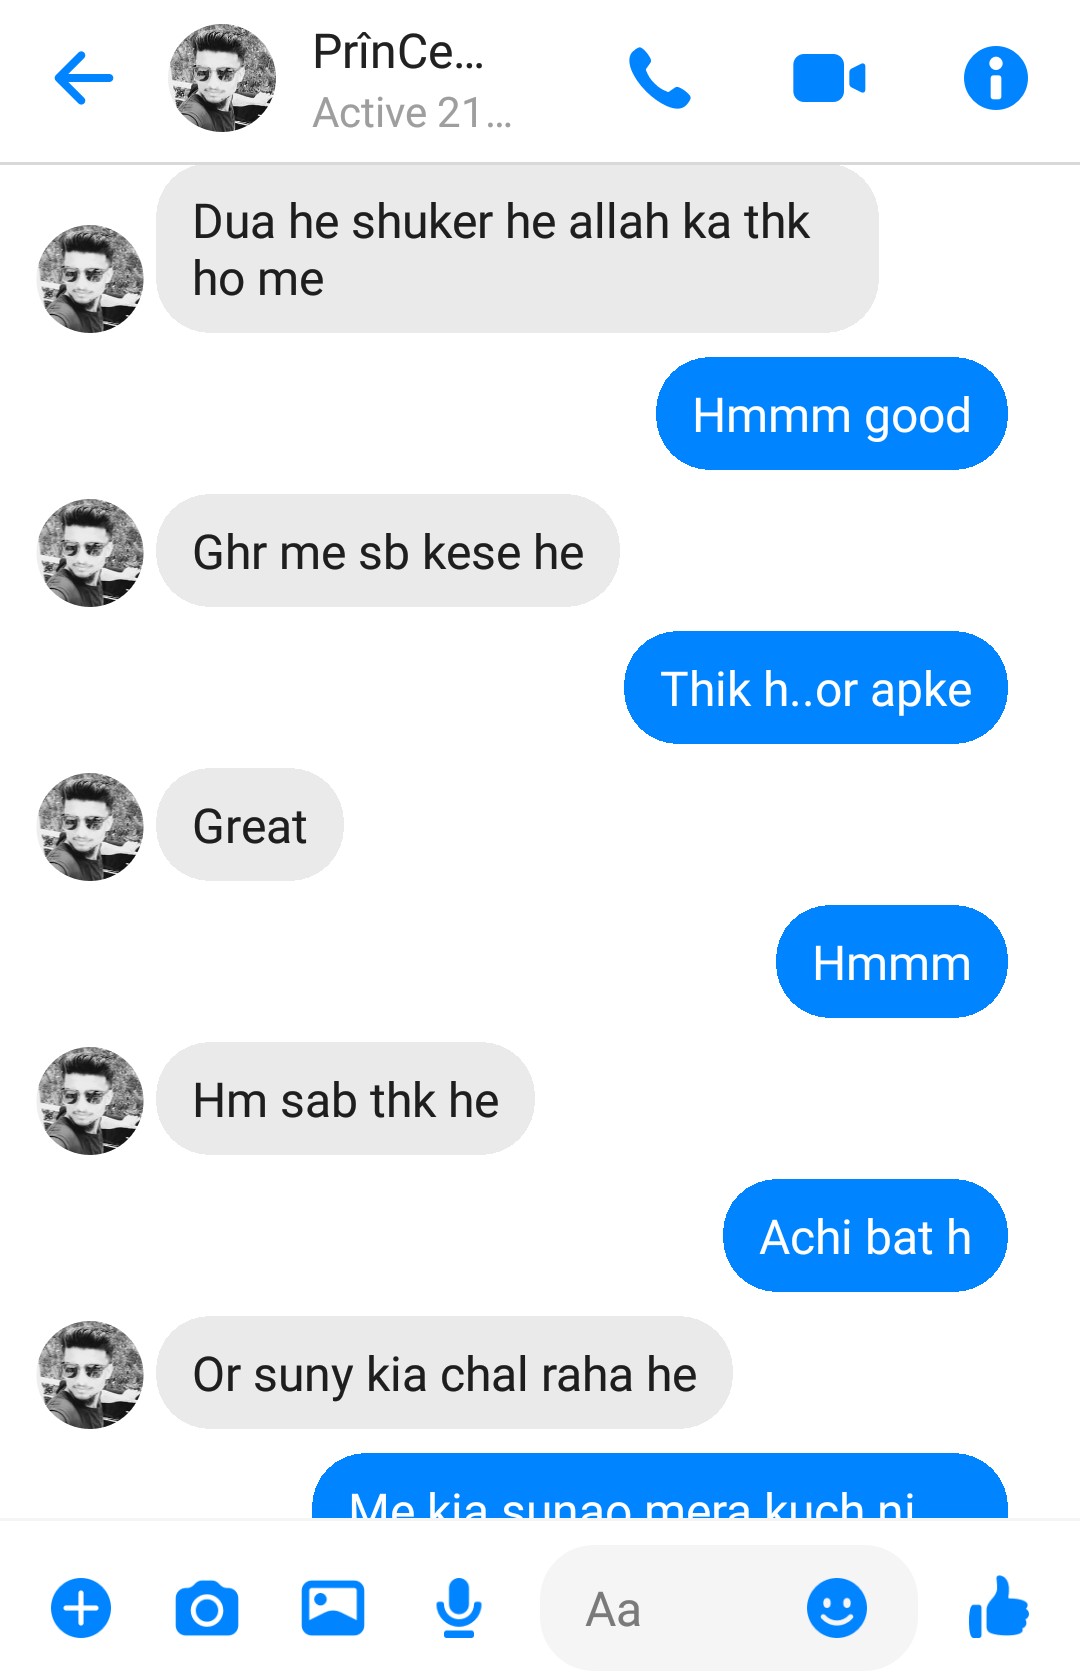 PrînCe...
Active 21...
Dua he shuker he allah ka thk
ho me
Hmmm good
Ghr me sb kese he
Thik h..or apke
Great
Hmmm
Hm sab thk he
Achi bat h
Or suny kia chal raha he
Me kia sunao mera kuch ni
Aa